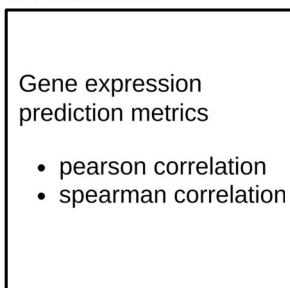 Gene expression
prediction metrics
• pearson correlation
• spearman correlation